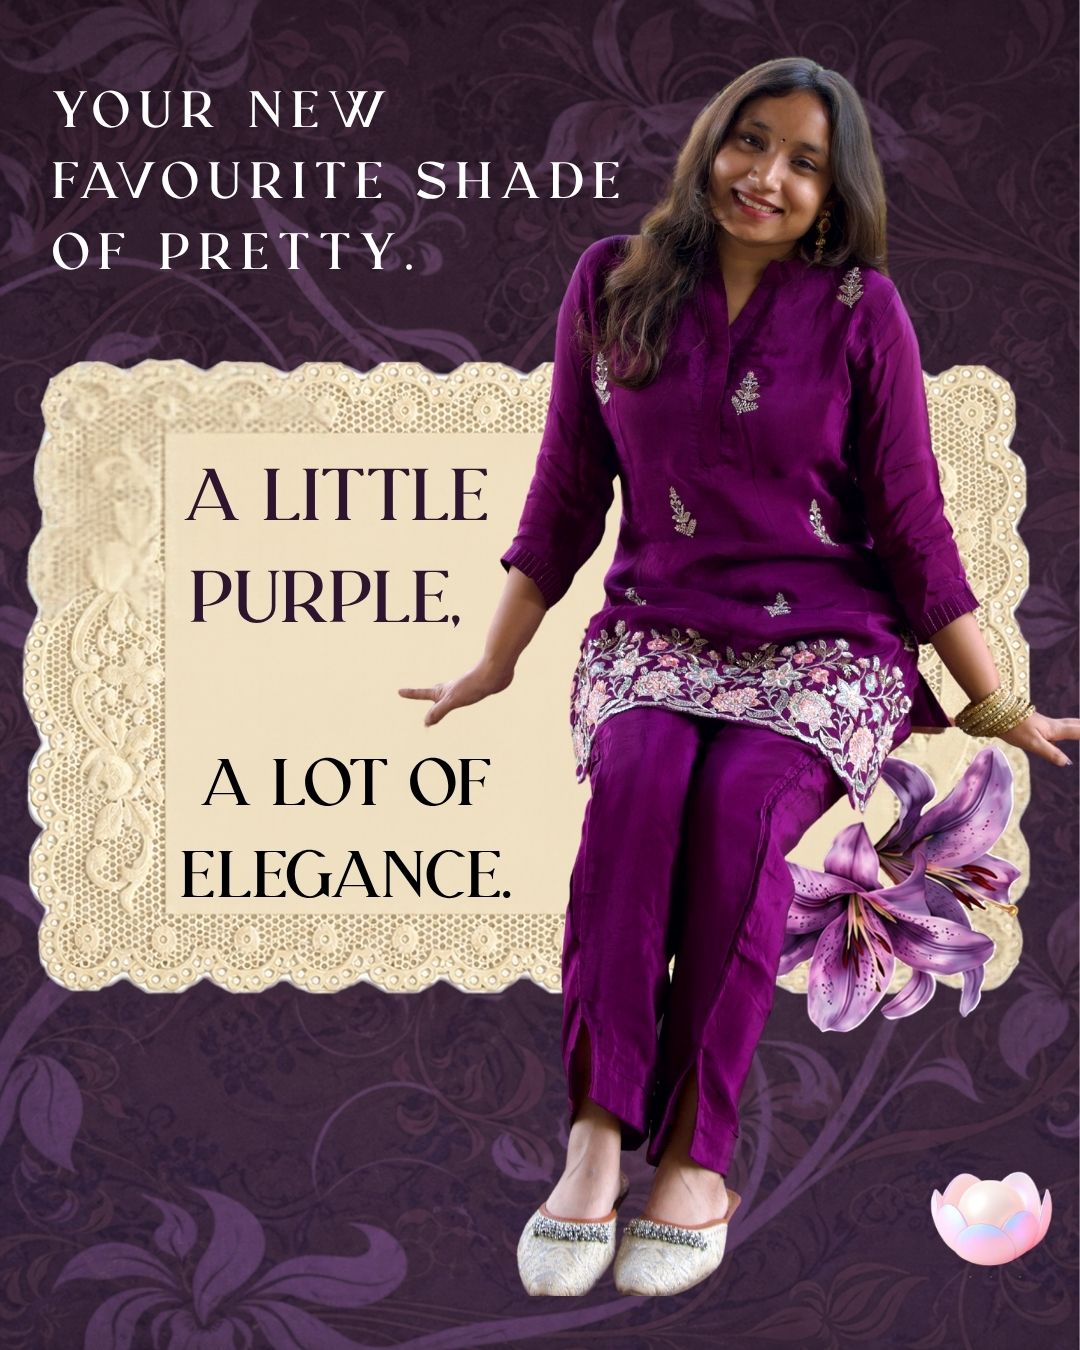 YOUR NEW
FAVOURITE SHADE
OF PRETTY.
A LITTLE
PURPLE,
A LOT OF
ELEGANCE.